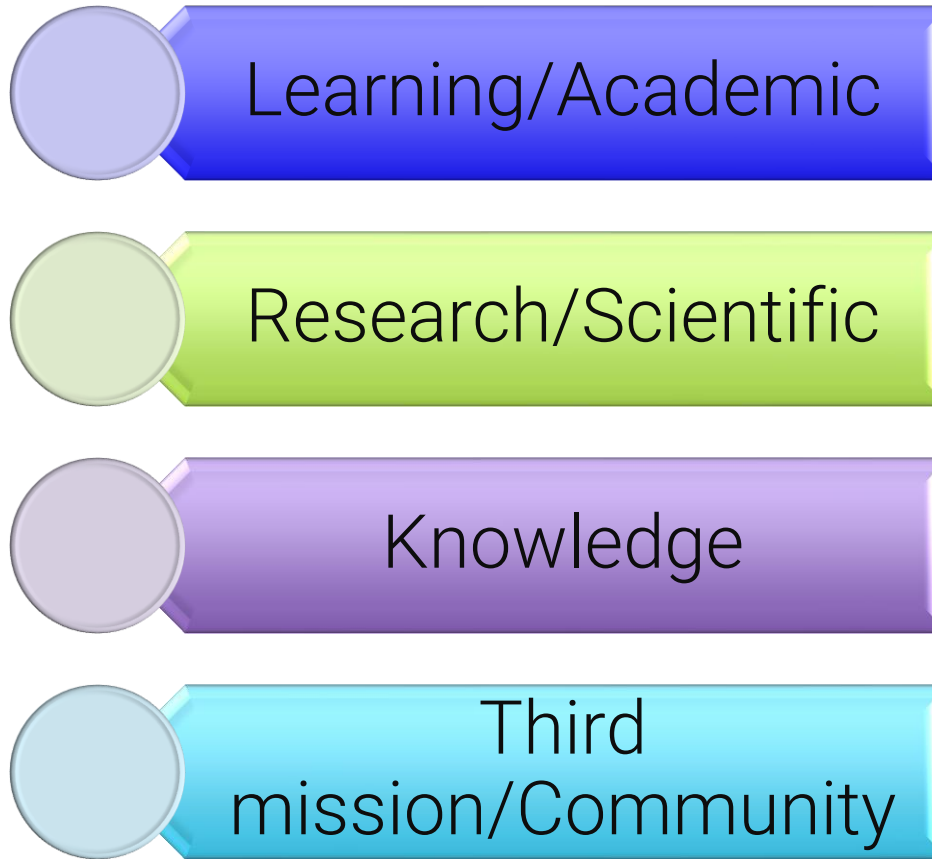 Learning/Academic
Research/Scientific
Knowledge
Third
mission/Community